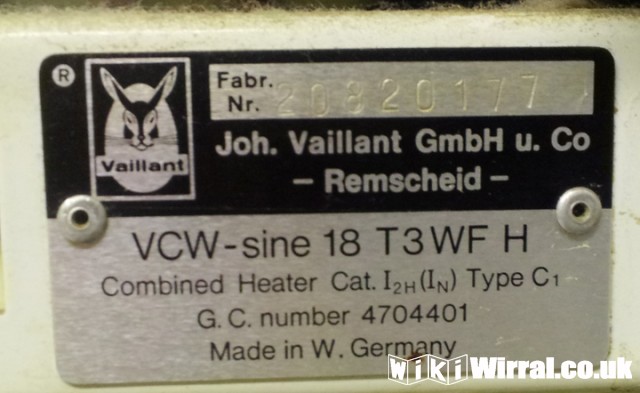 ®
Vaillant
Fabr.
Nr. 20820177
Joh. Vaillant GmbH u. Co
– Remscheid –
VCW-sine 18 T3WF H
Combined Heater Cat. I2H(IN) Type C1
G.C. number 4704401
Made in W. Germany
wikiWirral.co.uk